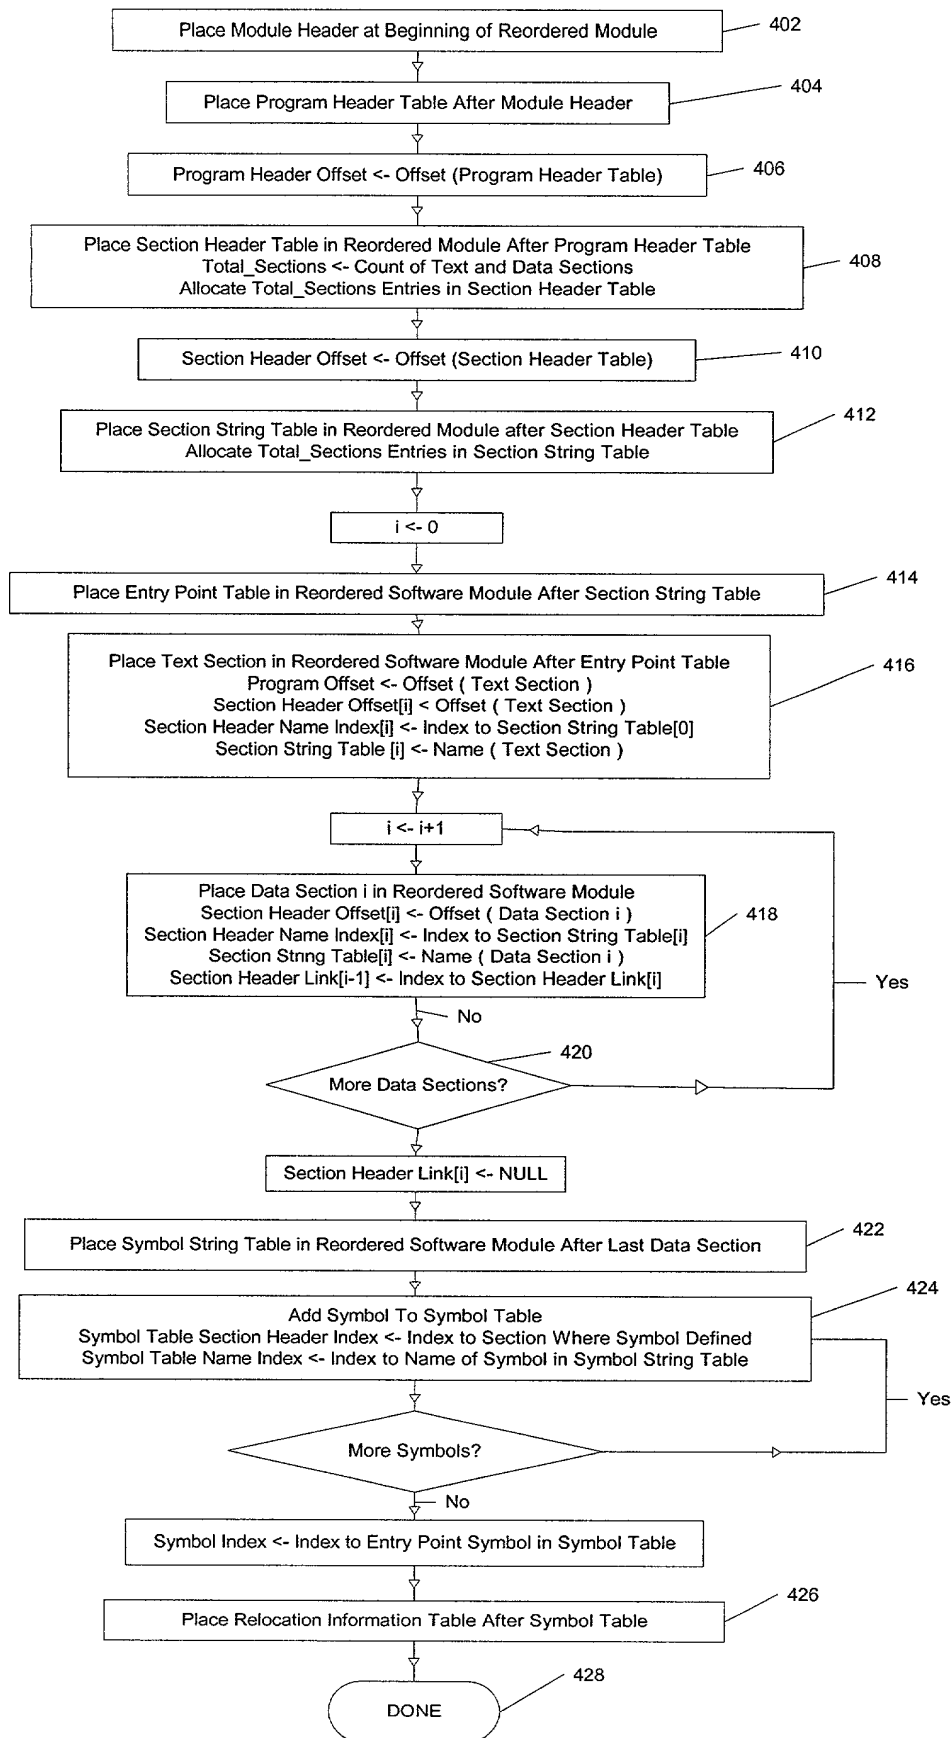 Place Module Header at Beginning of Reordered Module
402
Place Program Header Table After Module Header
404
Program Header Offset <- Offset (Program Header Table)
406
Place Section Header Table in Reordered Module After Program Header Table
Total_Sections <- Count of Text and Data Sections
Allocate Total_Sections Entries in Section Header Table
408
Section Header Offset <- Offset (Section Header Table)
410
Place Section String Table in Reordered Module after Section Header Table
Allocate Total_Sections Entries in Section String Table
412
i <- 0
Place Entry Point Table in Reordered Software Module After Section String Table
414
Place Text Section in Reordered Software Module After Entry Point Table
Program Offset <- Offset ( Text Section )
Section Header Offset[i] < Offset ( Text Section )
Section Header Name Index[i] <- Index to Section String Table[0]
Section String Table [i] <- Name ( Text Section )
416
i <- i+1
Place Data Section i in Reordered Software Module
Section Header Offset[i] <- Offset ( Data Section i )
Section Header Name Index[i] <- Index to Section String Table[i]
Section String Table[i] <- Name ( Data Section i )
Section Header Link[i-1] <- Index to Section Header Link[i]
418
Yes
No
More Data Sections?
420
Section Header Link[i] <- NULL
Place Symbol String Table in Reordered Software Module After Last Data Section
422
Add Symbol To Symbol Table
Symbol Table Section Header Index <- Index to Section Where Symbol Defined
Symbol Table Name Index <- Index to Name of Symbol in Symbol String Table
424
Yes
More Symbols?
No
Symbol Index <- Index to Entry Point Symbol in Symbol Table
Place Relocation Information Table After Symbol Table
426
DONE
428